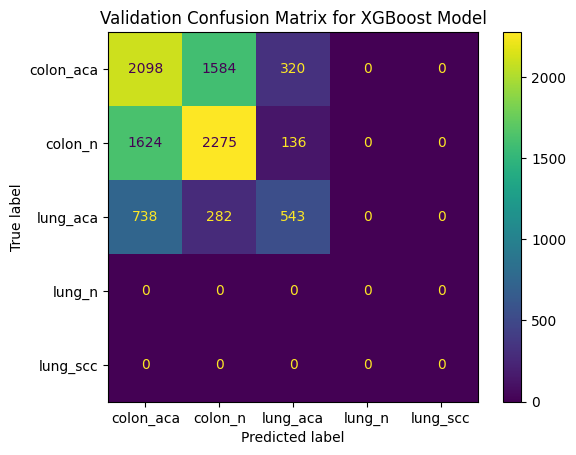 Validation Confusion Matrix for XGBoost Model
colon_aca 2098 1584 320 0 0
colon_n 1624 2275 136 0 0
lung_aca 738 282 543 0 0
lung_n 0 0 0 0 0
lung_scc 0 0 0 0 0
colon_aca colon_n lung_aca lung_n lung_scc
Predicted label
True label
2000
1500
1000
500
0